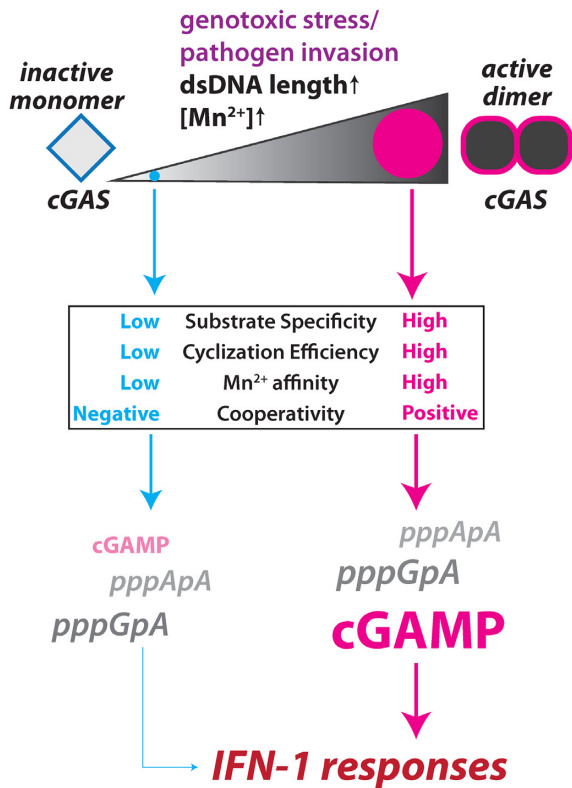 genotoxic stress/
pathogen invasion
dsDNA length↑
[Mn²⁺]↑
inactive
monomer
cGAS
active
dimer
cGAS
Low Substrate Specificity High
Low Cyclization Efficiency High
Low Mn²⁺ affinity High
Negative Cooperativity Positive
cGAMP
pppApA
pppGpA
pppApA
pppGpA
cGAMP
IFN-1 responses